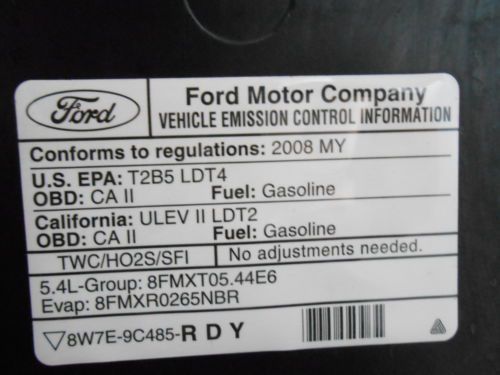 Ford
Ford Motor Company
VEHICLE EMISSION CONTROL INFORMATION
Conforms to regulations: 2008 MY
U.S. EPA: T2B5 LDT4
OBD: CA II Fuel: Gasoline
California: ULEV II LDT2
OBD: CA II Fuel: Gasoline
TWC/HO2S/SFI No adjustments needed.
5.4L-Group: 8FMXT05.44E6
Evap: 8FMXR0265NBR
▽8W7E-9C485-R D Y